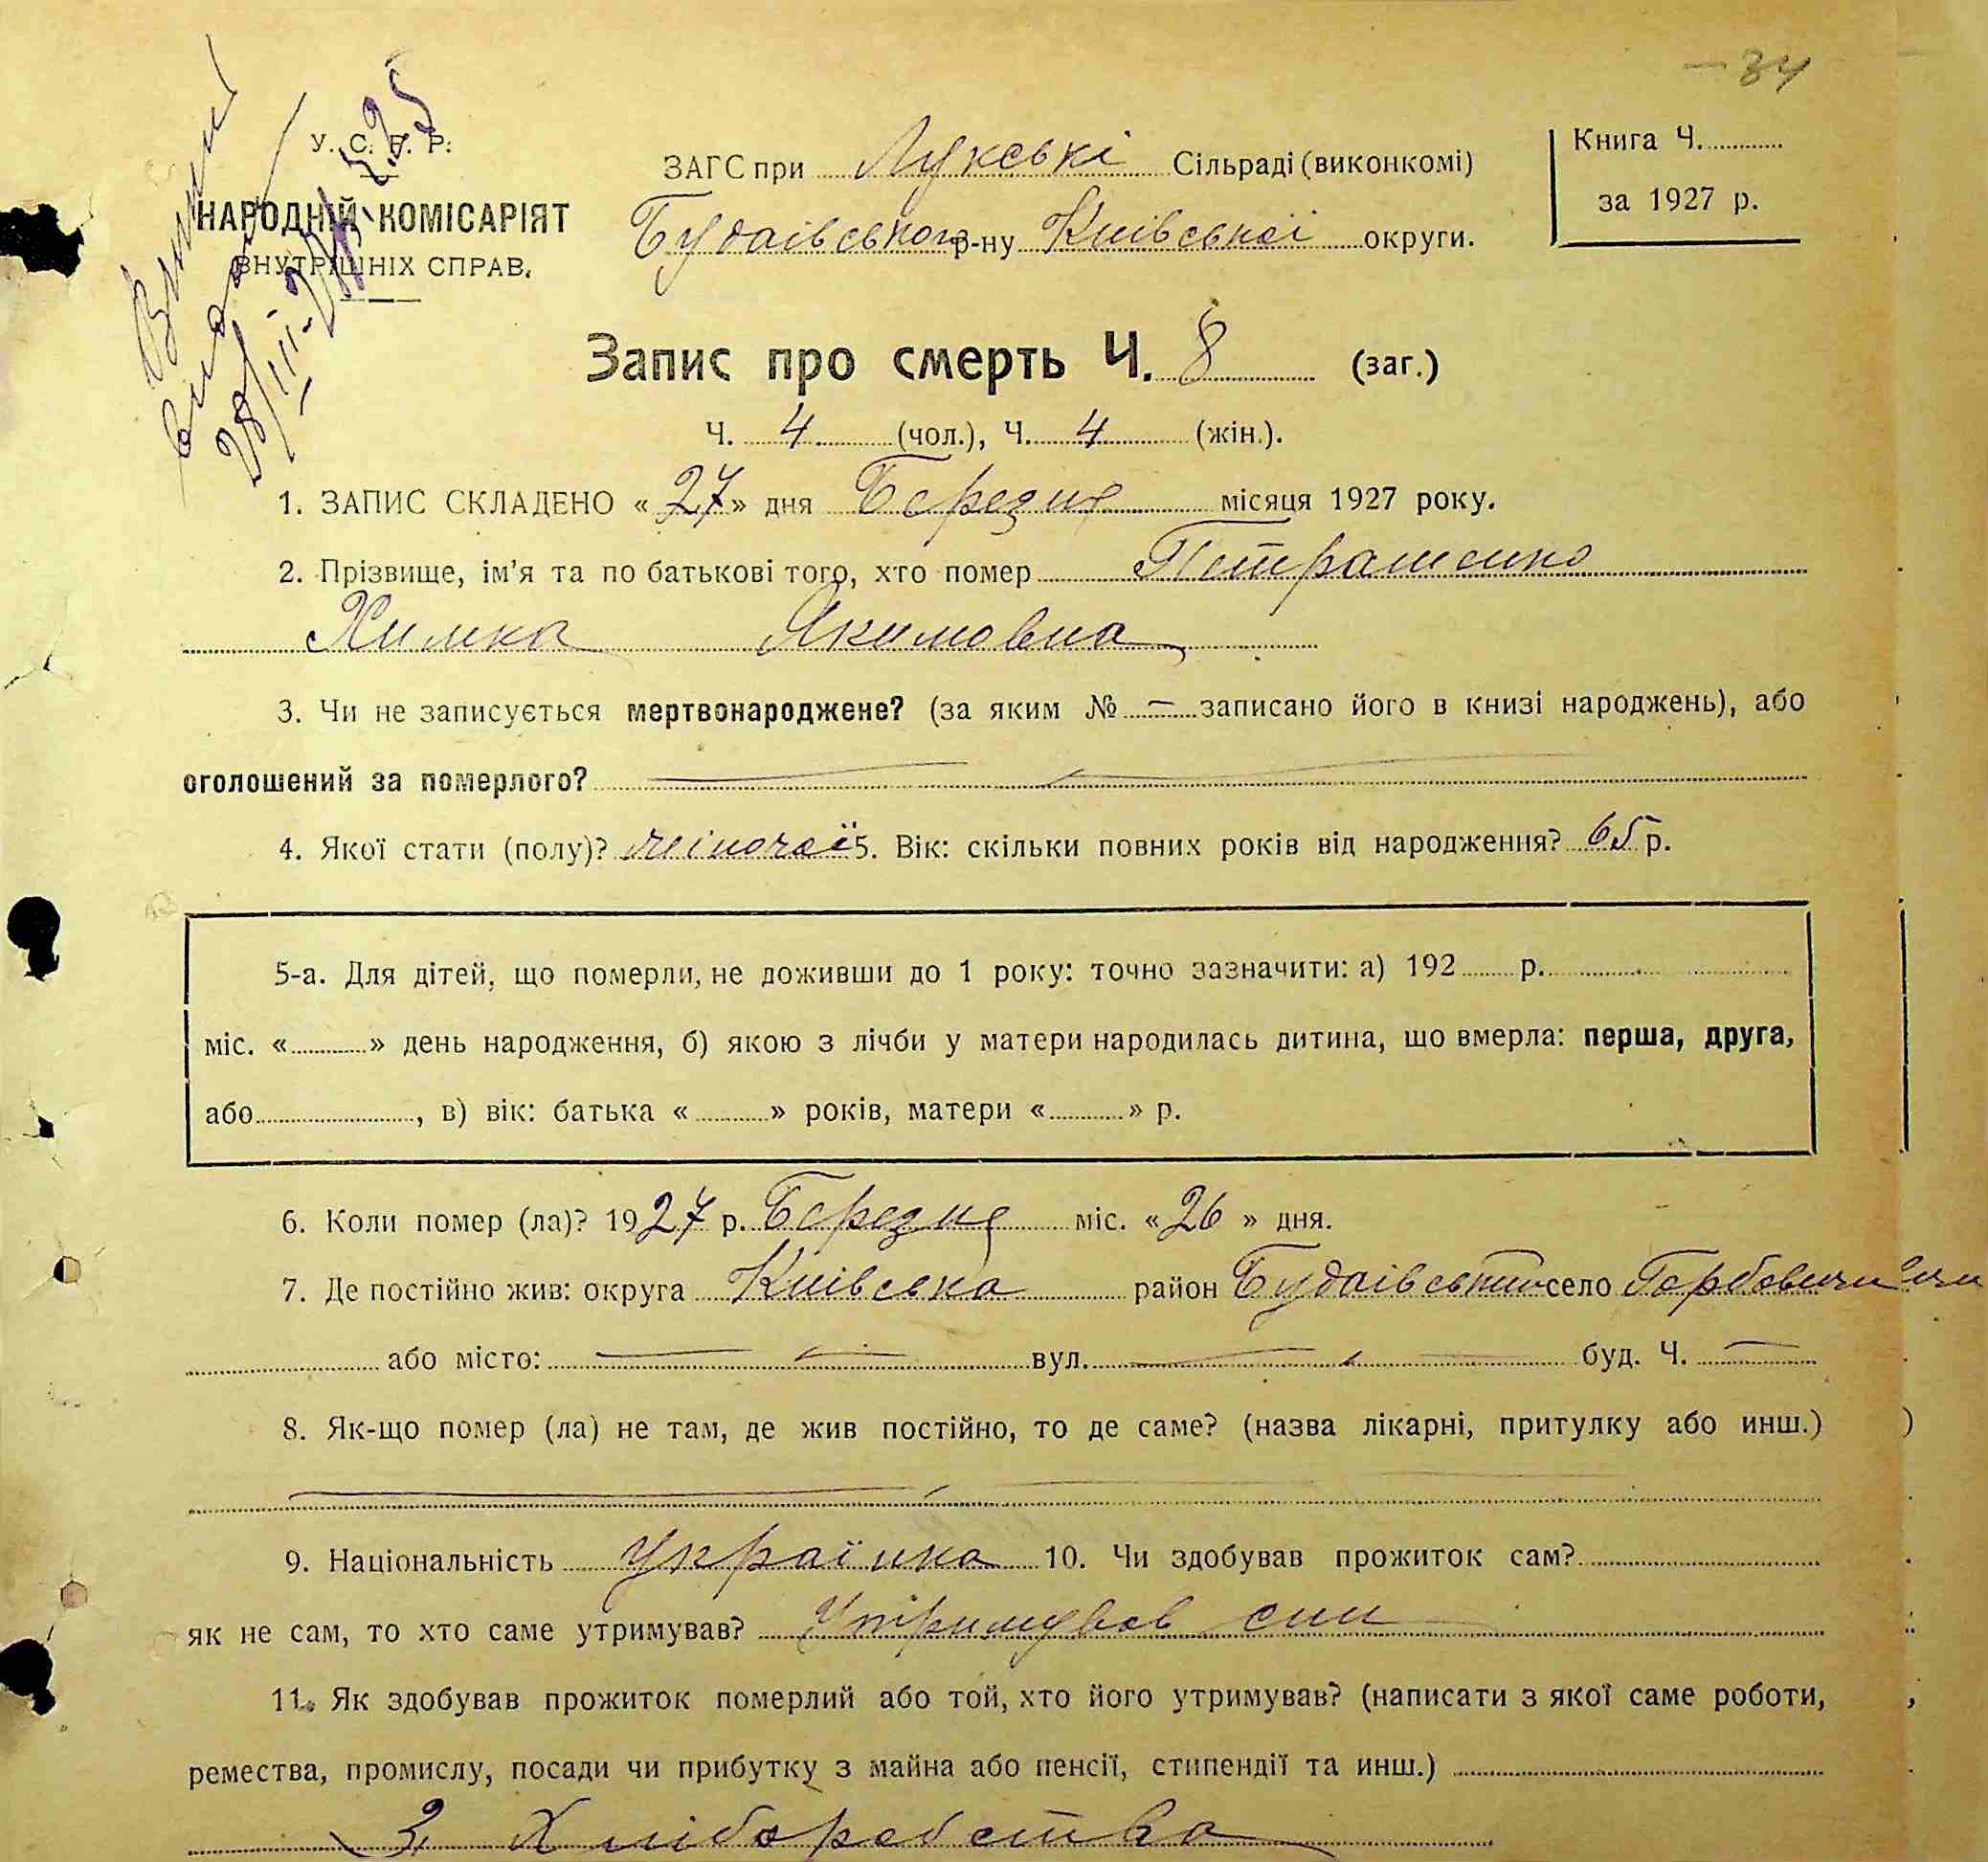 — 34
У. С. Р. Р.
НАРОДНІЙ КОМІСАРІЯТ
ВНУТРІШНІХ СПРАВ.
28/III-27
ЗАГС при Лукські Сільраді (виконкомі)
Будаівського р-ну Київської округи.
Книга Ч.
за 1927 р.
Запис про смерть Ч. 8 (заг.)
Ч. 4 (чол.), Ч. 4 (жін.).
1. ЗАПИС СКЛАДЕНО «27» дня Березня місяця 1927 року.
2. Прізвище, ім'я та по батькові того, хто помер Петрашенко
Химка Якимовна
3. Чи не записується мертвонароджене? (за яким № — записано його в книзі народжень), або
оголошений за померлого? — —
4. Якої стати (полу)? жіночої 5. Вік: скільки повних років від народження? 65 р.
5-а. Для дітей, що померли, не доживши до 1 року: точно зазначити: а) 192 р.
міс. « » день народження, б) якою з лічби у матери народилась дитина, що вмерла: перша, друга,
або , в) вік: батька « » років, матери « » р.
6. Коли помер (ла)? 1927 р. Березня міс. «26» дня.
7. Де постійно жив: округа Київська район Будаівський село Горбовичи
або місто: — — вул. — — буд. Ч. —
8. Як-що помер (ла) не там, де жив постійно, то де саме? (назва лікарні, притулку або инш.)
9. Національність Українка 10. Чи здобував прожиток сам?
як не сам, то хто саме утримував? Утрімував син
11. Як здобував прожиток померлий або той, хто його утримував? (написати з якої саме роботи,
ремества, промислу, посади чи прибутку з майна або пенсії, стипендії та инш.)
З Хліборобства